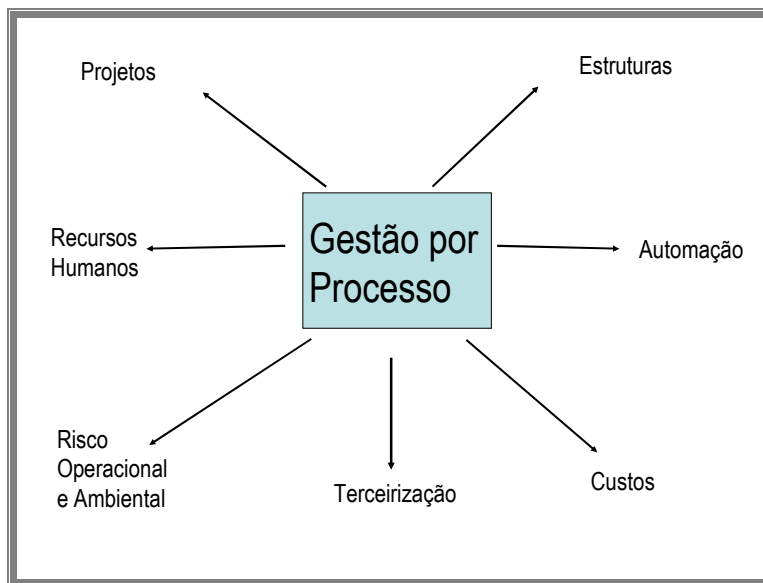 Projetos
Estruturas
Recursos
Humanos
Gestão por
Processo
Automação
Risco
Operacional
e Ambiental
Terceirização
Custos